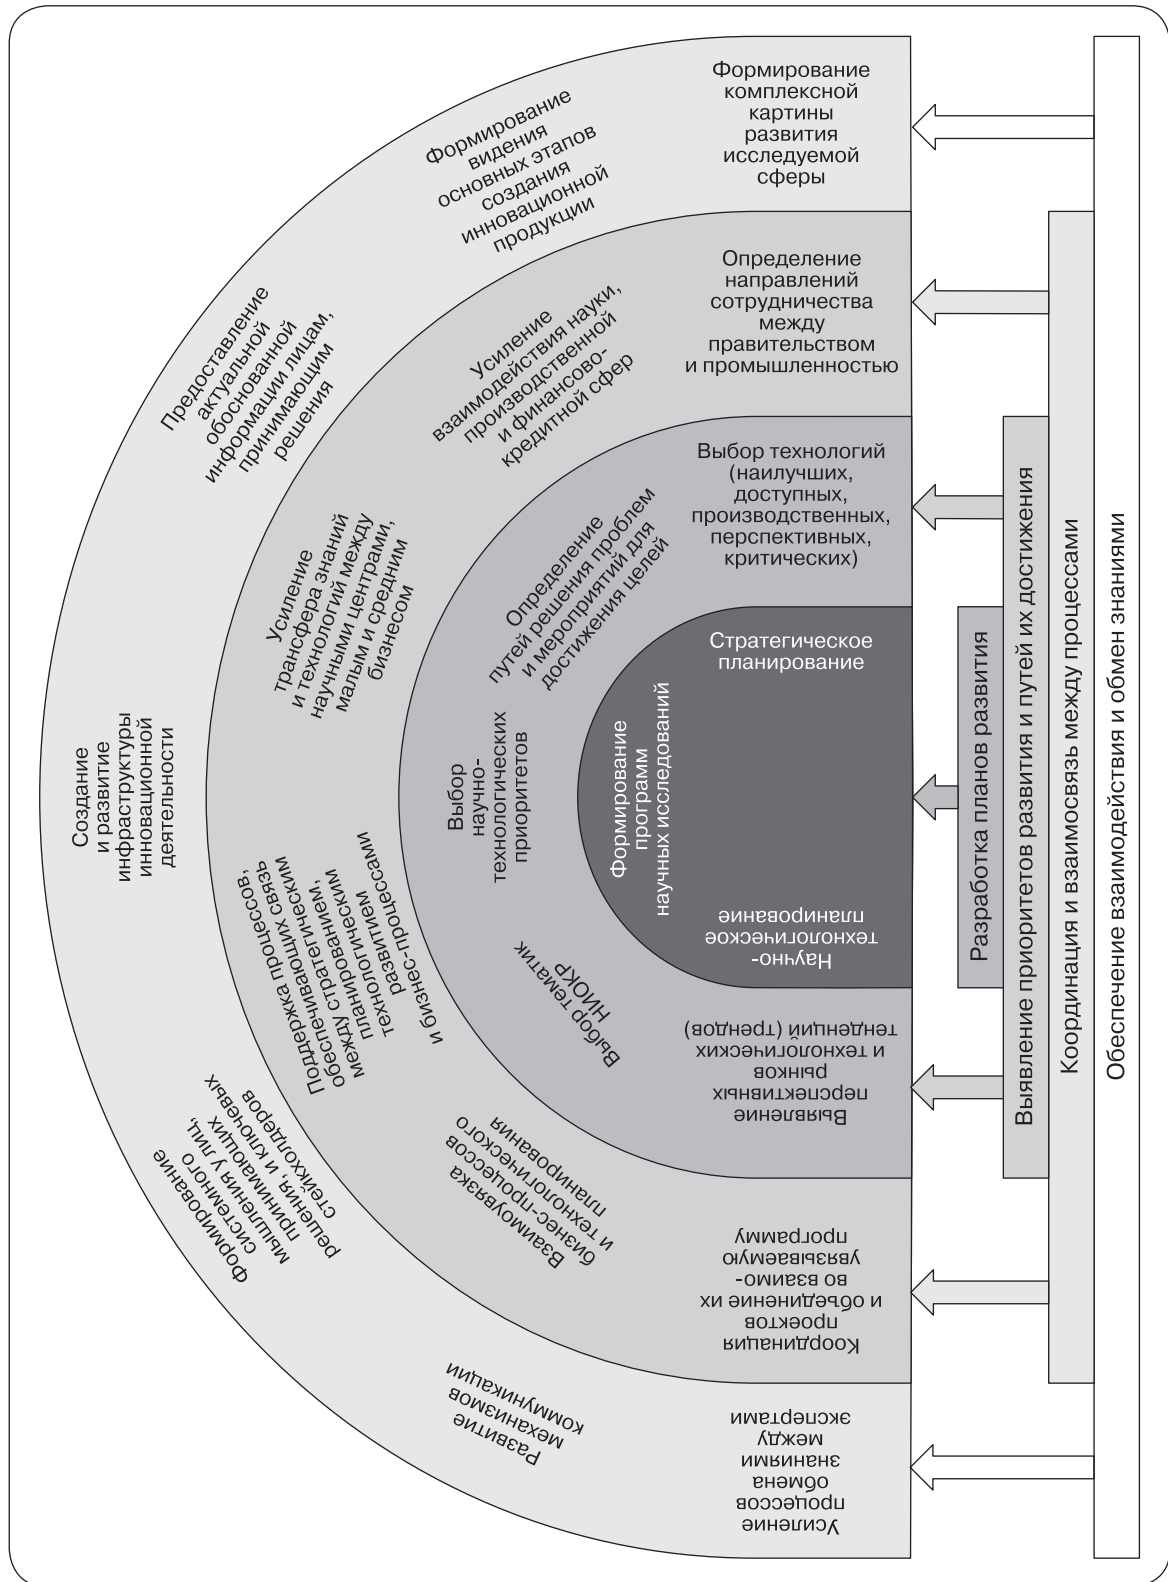 Усиление
процессов
обмена
знаниями
между
экспертами
Развитие
механизмов
коммуникации
Формирование
системного
мышления у лиц,
принимающих
решения, и ключевых
стейкхолдеров
Создание
и развитие
инфраструктуры
инновационной
деятельности
Предоставление
актуальной
обоснованной
информации лицам,
принимающим
решения
Формирование
видения
основных этапов
создания
инновационной
продукции
Формирование
комплексной
картины
развития
исследуемой
сферы
Координация
проектов
и объединение их
во взаимо-
увязываемую
программу
Взаимоувязка
бизнес-процессов
и технологического
планирования
Поддержка процессов,
обеспечивающих связь
между стратегическим
планированием,
технологическим
развитием
и бизнес-процессами
Усиление
трансфера знаний
и технологий между
научными центрами,
малым и средним
бизнесом
Усиление
взаимодействия науки,
производственной
и финансово-
кредитной сфер
Определение
направлений
сотрудничества
между
правительством
и промышленностью
Выявление
перспективных
рынков
и технологических
тенденций (трендов)
Выбор тематик
НИОКР
Выбор
научно-
технологических
приоритетов
Определение
путей решения проблем
и мероприятий для
достижения целей
Выбор технологий
(наилучших,
доступных,
производственных,
перспективных,
критических)
Научно-
технологическое
планирование
Формирование
программ
научных исследований
Стратегическое
планирование
Разработка планов развития
Выявление приоритетов развития и путей их достижения
Координация и взаимосвязь между процессами
Обеспечение взаимодействия и обмен знаниями